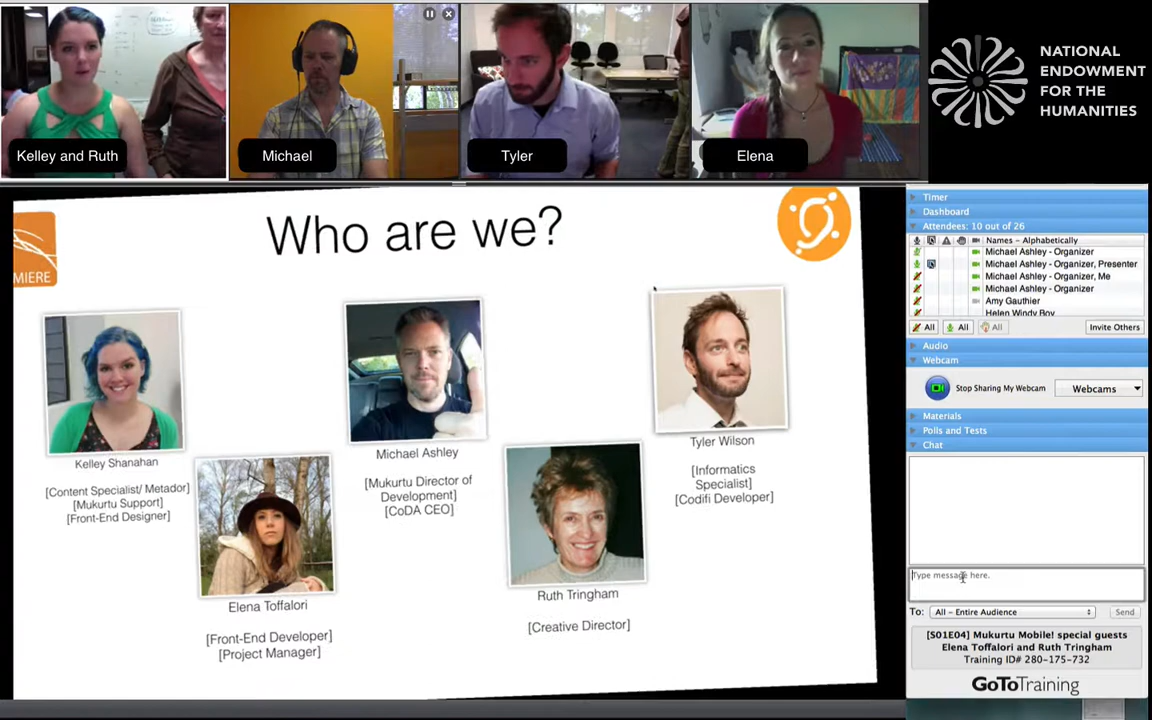 Kelley and Ruth
Michael
Tyler
Elena
NATIONAL
ENDOWMENT
FOR THE
HUMANITIES
MIERE
Who are we?
Kelley Shanahan
[Content Specialist/ Metador]
[Mukurtu Support]
[Front-End Designer]
Elena Toffalori
[Front-End Developer]
[Project Manager]
Michael Ashley
[Mukurtu Director of
Development]
[CoDA CEO]
Ruth Tringham
[Creative Director]
Tyler Wilson
[Informatics
Specialist]
[Codifi Developer]
Timer
Dashboard
Attendees: 10 out of 26
Names - Alphabetically
Michael Ashley - Organizer
Michael Ashley - Organizer, Presenter
Michael Ashley - Organizer, Me
Michael Ashley - Organizer
Amy Gauthier
Helen Windy Boy
All All All Invite Others
Audio
Webcam
Stop Sharing My Webcam Webcams
Materials
Polls and Tests
Chat
Type message here.
To: All - Entire Audience Send
[S01E04] Mukurtu Mobile! special guests
Elena Toffalori and Ruth Tringham
Training ID# 280-175-732
GoToTraining